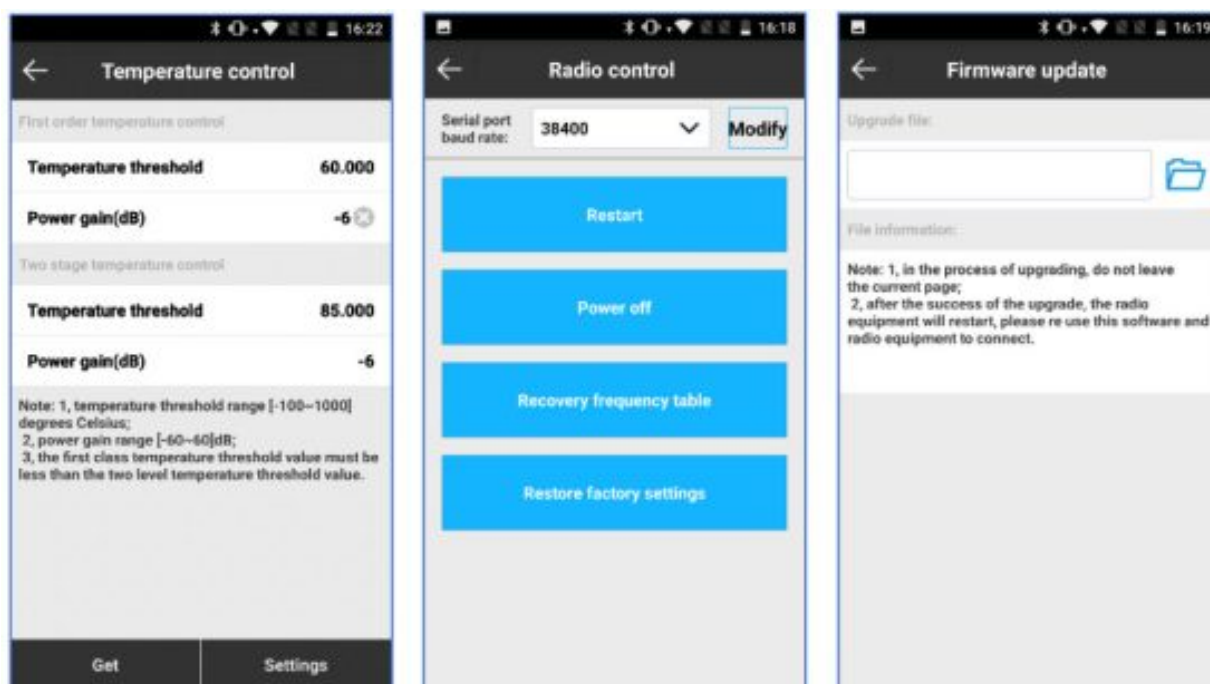 16:22
Temperature control
First order temperature control
Temperature threshold 60.000
Power gain(dB) -6
Two stage temperature control
Temperature threshold 85.000
Power gain(dB) -6
Note: 1, temperature threshold range [-100~1000]
degrees Celsius;
2, power gain range [-60~60]dB;
3, the first class temperature threshold value must be
less than the two level temperature threshold value.
Get Settings
16:18
Radio control
Serial port
baud rate: 38400 Modify
Restart
Power off
Recovery frequency table
Restore factory settings
16:19
Firmware update
Upgrade file:
File information:
Note: 1, in the process of upgrading, do not leave
the current page;
2, after the success of the upgrade, the radio
equipment will restart, please re use this software and
radio equipment to connect.